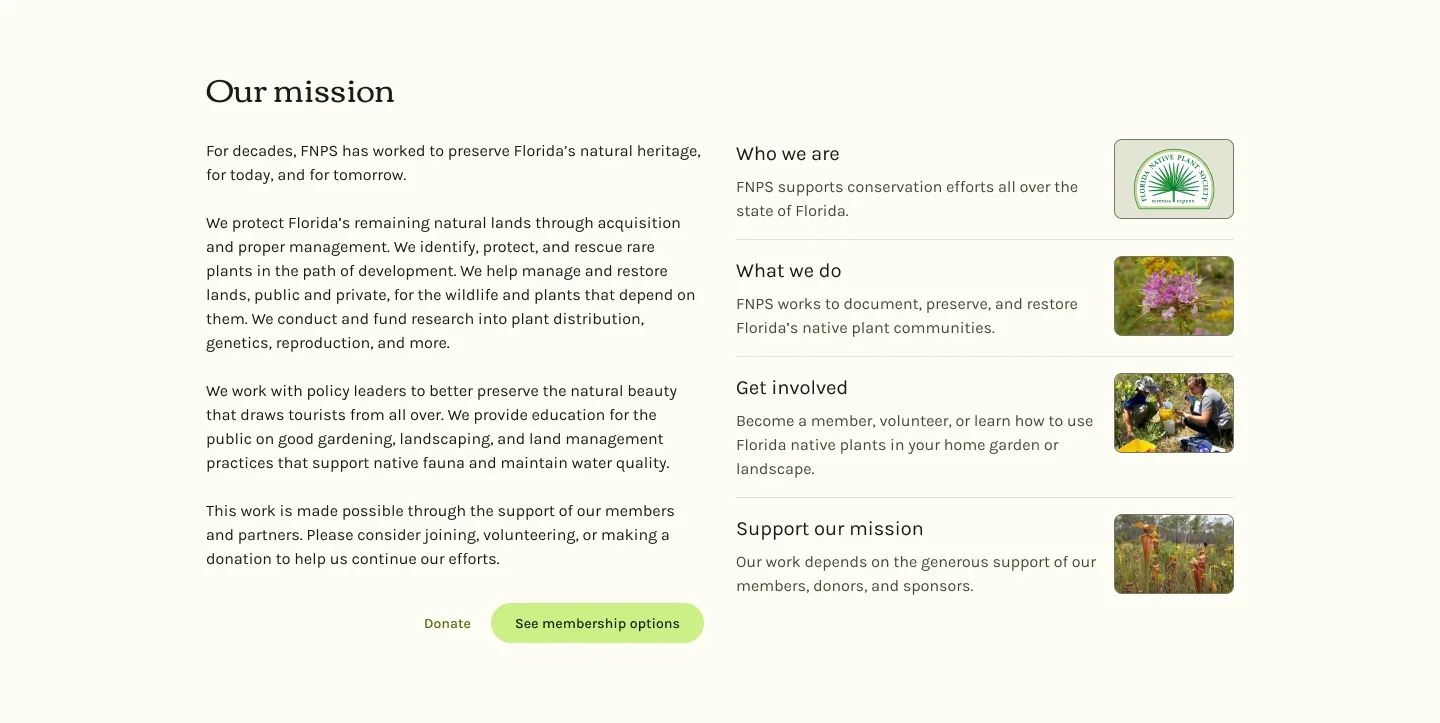 Our mission
For decades, FNPS has worked to preserve Florida’s natural heritage,
for today, and for tomorrow.
We protect Florida’s remaining natural lands through acquisition
and proper management. We identify, protect, and rescue rare
plants in the path of development. We help manage and restore
lands, public and private, for the wildlife and plants that depend on
them. We conduct and fund research into plant distribution,
genetics, reproduction, and more.
We work with policy leaders to better preserve the natural beauty
that draws tourists from all over. We provide education for the
public on good gardening, landscaping, and land management
practices that support native fauna and maintain water quality.
This work is made possible through the support of our members
and partners. Please consider joining, volunteering, or making a
donation to help us continue our efforts.
Donate
See membership options
Who we are
FNPS supports conservation efforts all over the
state of Florida.
FLORIDA NATIVE PLANT SOCIETY
serenoa repens
What we do
FNPS works to document, preserve, and restore
Florida’s native plant communities.
Get involved
Become a member, volunteer, or learn how to use
Florida native plants in your home garden or
landscape.
Support our mission
Our work depends on the generous support of our
members, donors, and sponsors.